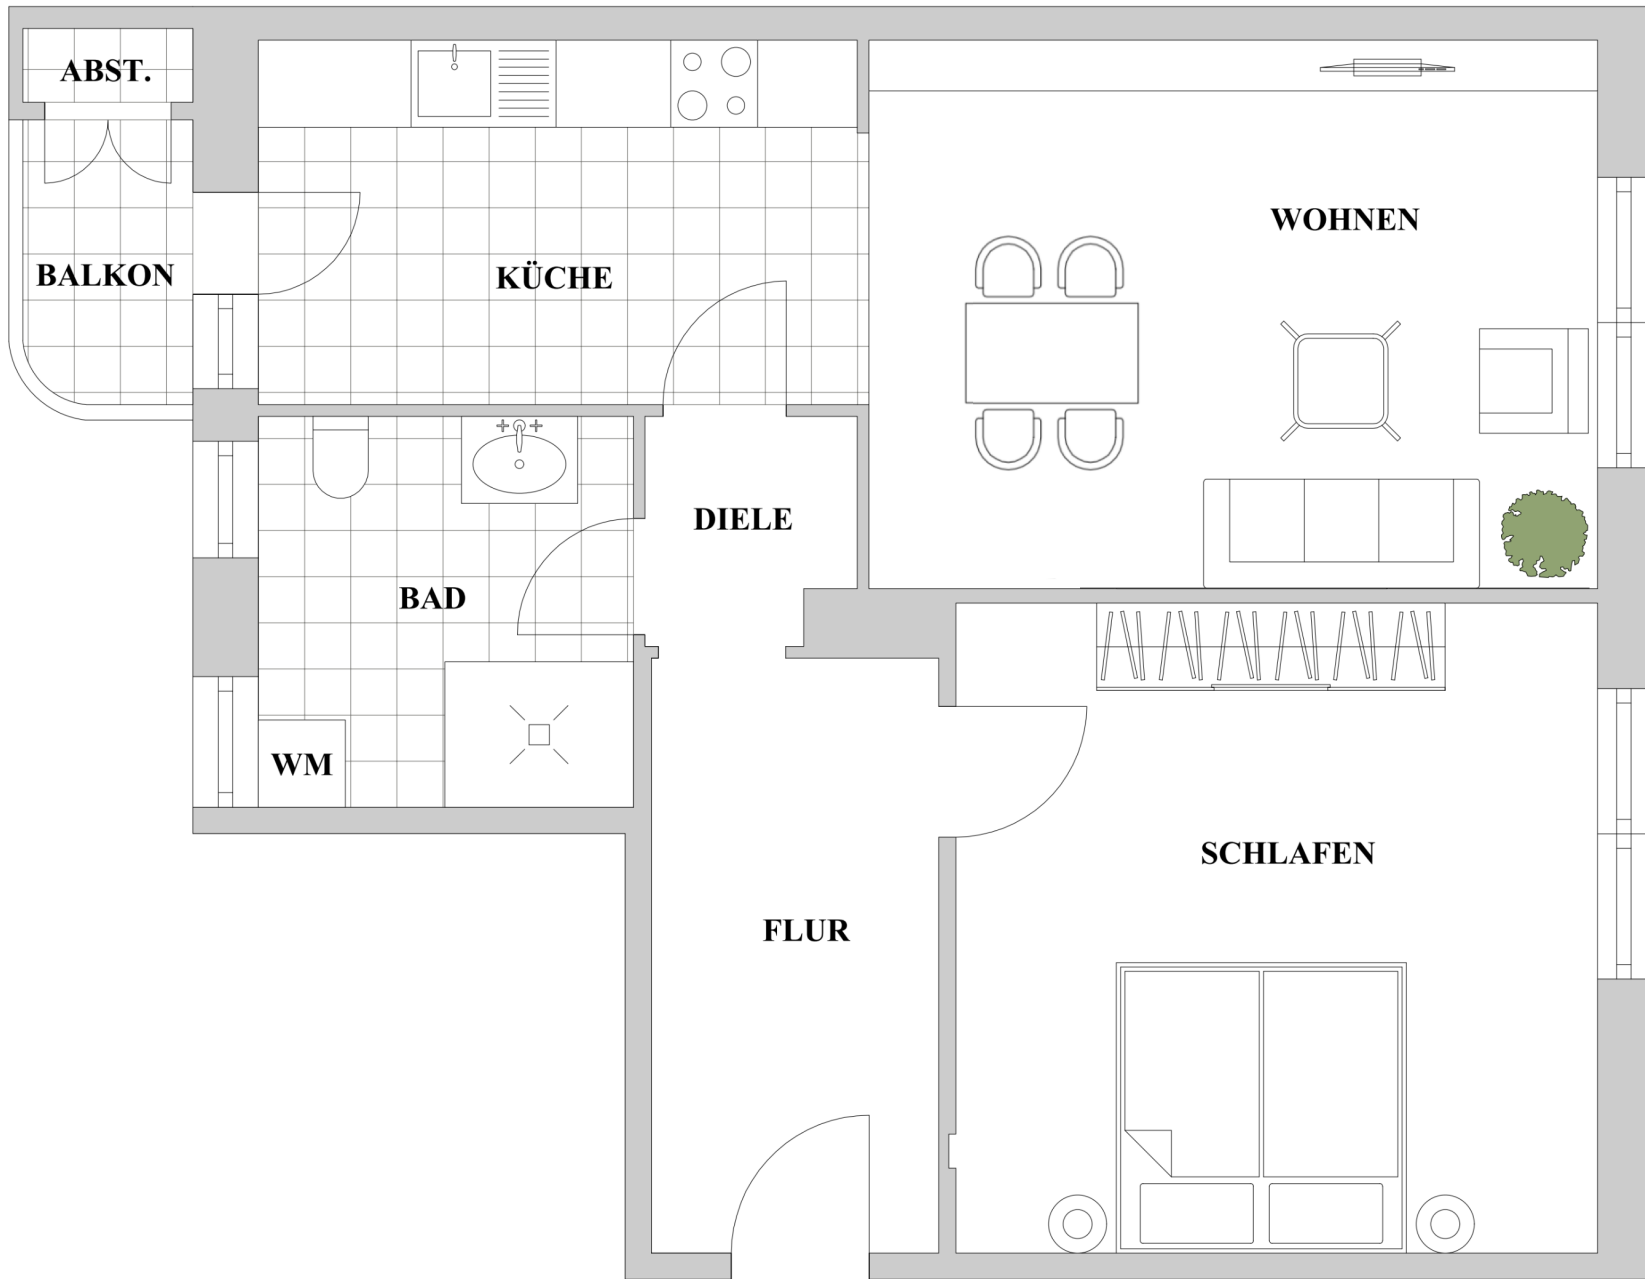 ABST.
WOHNEN
BALKON
KÜCHE
DIELE
BAD
WM
SCHLAFEN
FLUR